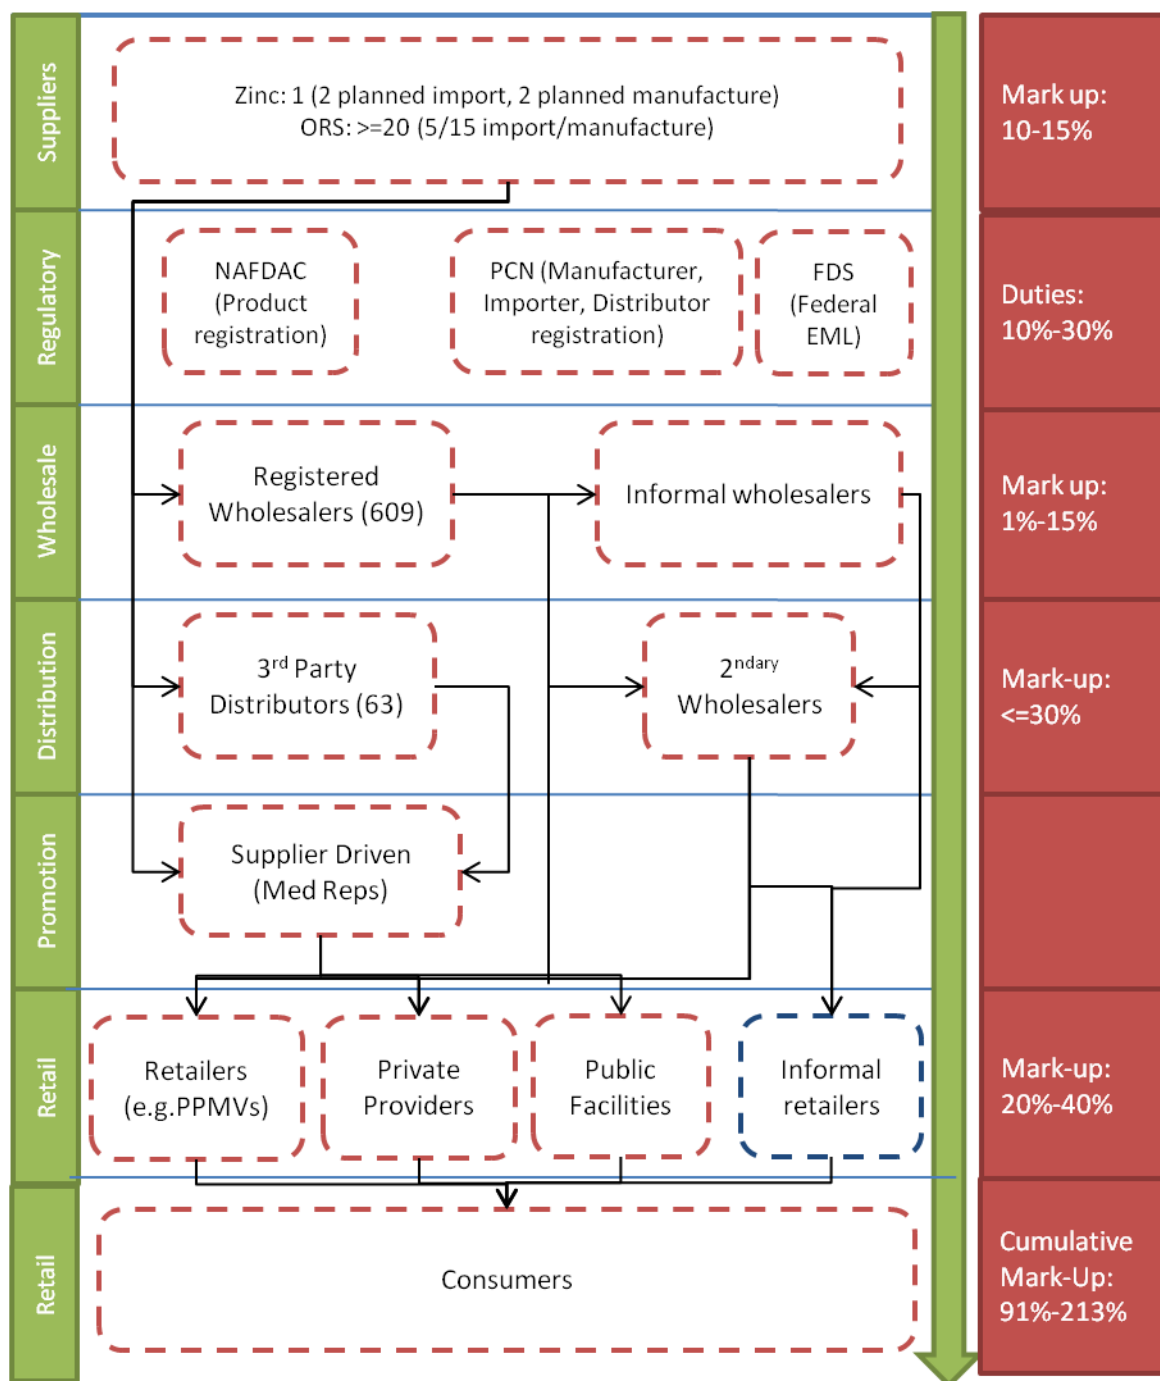 Suppliers
Zinc: 1 (2 planned import, 2 planned manufacture)
ORS: >=20 (5/15 import/manufacture)
Mark up:
10-15%
Regulatory
NAFDAC
(Product
registration)
PCN (Manufacturer,
Importer, Distributor
registration)
FDS
(Federal
EML)
Duties:
10%-30%
Wholesale
Registered
Wholesalers (609)
Informal wholesalers
Mark up:
1%-15%
Distribution
3rd Party
Distributors (63)
2ndary
Wholesalers
Mark-up:
<=30%
Promotion
Supplier Driven
(Med Reps)
Retail
Retailers
(e.g.PPMVs)
Private
Providers
Public
Facilities
Informal
retailers
Mark-up:
20%-40%
Retail
Consumers
Cumulative
Mark-Up:
91%-213%